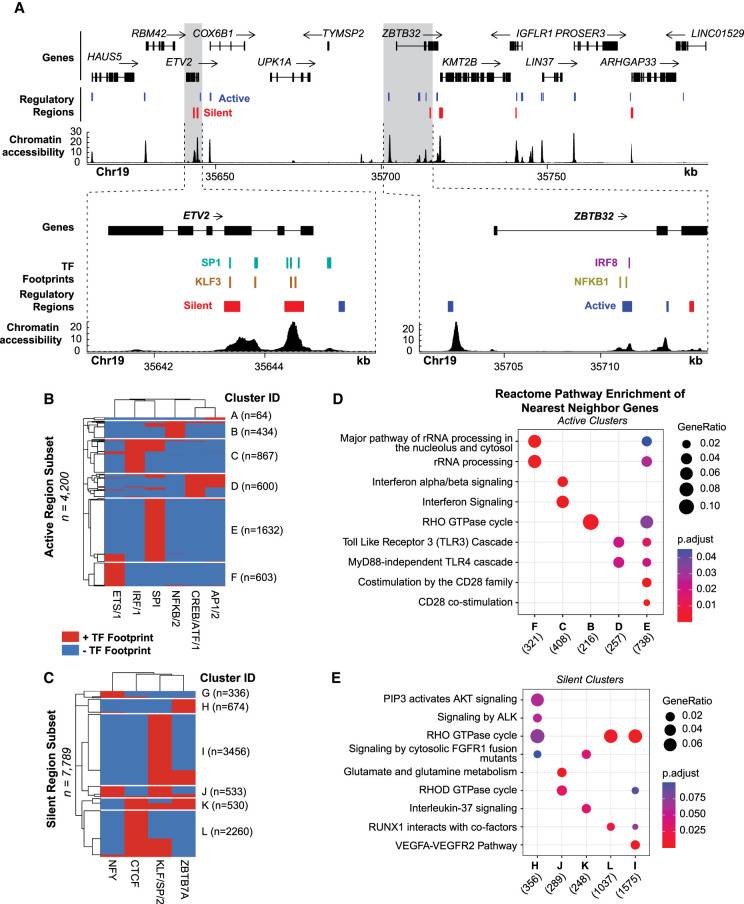 A
RBM42 COX6B1 TYMSP2 ZBTB32 IGFLR1 PROSER3 LINC01529
Genes
HAUS5 ETV2 UPK1A KMT2B LIN37 ARHGAP33
Regulatory
Regions
Active
Silent
Chromatin
accessibility
30
20
10
0
Chr19 35650 35700 35750 kb
Genes
ETV2
ZBTB32
TF
Footprints
SP1
KLF3
IRF8
NFKB1
Regulatory
Regions
Silent
Active
Chromatin
accessibility
20
10
0
20
10
0
Chr19 35642 35644 kb
Chr19 35705 35710 kb
B
Cluster ID
A (n=64)
B (n=434)
C (n=867)
D (n=600)
E (n=1632)
F (n=603)
Active Region Subset
n = 4,200
ETS/1
IRF/1
SPI
NFKB/2
CREB/ATF/1
AP1/2
+ TF Footprint
- TF Footprint
C
Cluster ID
G (n=336)
H (n=674)
I (n=3456)
J (n=533)
K (n=530)
L (n=2260)
Silent Region Subset
n = 7,789
NFY
CTCF
KLF/SP/2
ZBTB7A
D
Reactome Pathway Enrichment of
Nearest Neighbor Genes
Active Clusters
Major pathway of rRNA processing in
the nucleolus and cytosol
rRNA processing
Interferon alpha/beta signaling
Interferon Signaling
RHO GTPase cycle
Toll Like Receptor 3 (TLR3) Cascade
MyD88-independent TLR4 cascade
Costimulation by the CD28 family
CD28 co-stimulation
F C B D E
(321) (408) (216) (257) (738)
GeneRatio
0.02
0.04
0.06
0.08
0.10
p.adjust
0.04
0.03
0.02
0.01
E
Silent Clusters
PIP3 activates AKT signaling
Signaling by ALK
RHO GTPase cycle
Signaling by cytosolic FGFR1 fusion
mutants
Glutamate and glutamine metabolism
RHOD GTPase cycle
Interleukin-37 signaling
RUNX1 interacts with co-factors
VEGFA-VEGFR2 Pathway
H J K L I
(356) (289) (248) (1037) (1575)
GeneRatio
0.02
0.04
0.06
p.adjust
0.075
0.050
0.025